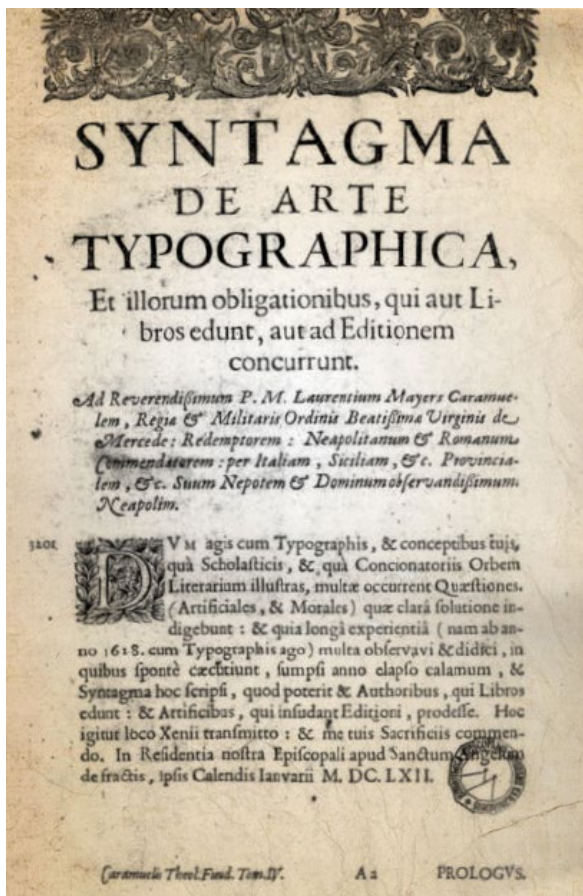 SYNTAGMA
DE ARTE
TYPOGRAPHICA,
Et illorum obligationibus, qui aut Li-
bros edunt, aut ad Editionem
concurrunt.
Ad Reverendißimum P. M. Laurentium Mayers Caramue-
lem, Regia & Militaris Ordinis Beatißima Virginis de
Mercede: Redemptorem: Neapolitanum & Romanum
Commendatorem: per Italiam, Siciliam, &c. Provincia-
lem, &c. Suum Nepotem & Dominum observandißimum.
Neapolim.
3201 DVM agis cum Typographis, & conceptibus tuis,
quà Scholasticis, & quà Concionatoriis Orbem
Literarium illustras, multæ occurrent Quæstiones.
(Artificiales, & Morales) quæ clarâ solutione in-
digebunt: & quia longâ experientiâ (nam ab an-
no 1628. cum Typographis ago) multa observavi & didici, in
quibus spontè cæcutiunt, sumpsi anno elapso calamum, &
Syntagma hoc scripsi, quod poterit & Authoribus, qui Libros
edunt: & Artificibus, qui insudant Editioni, prodesse. Hoc
igitur loco Xenii transmitto: & me tuis Sacrificiis commen-
do. In Residentia nostra Episcopali apud Sanctum Angelum
de fractis, ipsis Calendis Ianvarii M. DC. LXII.
Caramuelis Theol. Fund. Tom. IV. A 2 PROLOGVS.